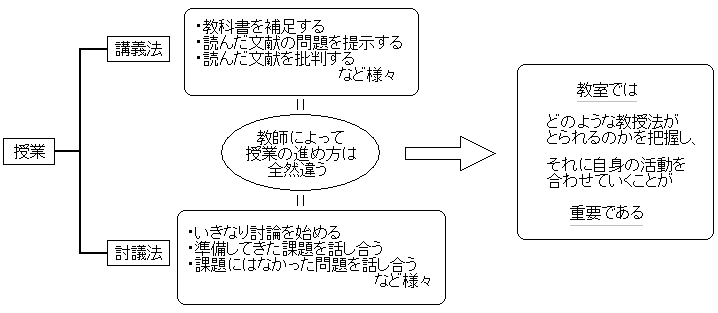 授業
講義法
・教科書を補足する
・読んだ文献の問題を提示する
・読んだ文献を批判する
など様々
教師によって
授業の進め方は
全然違う
討議法
・いきなり討論を始める
・準備してきた課題を話し合う
・課題にはなかった問題を話し合う
など様々
教室では
どのような教授法が
とられるのかを把握し、
それに自身の活動を
合わせていくことが
重要である